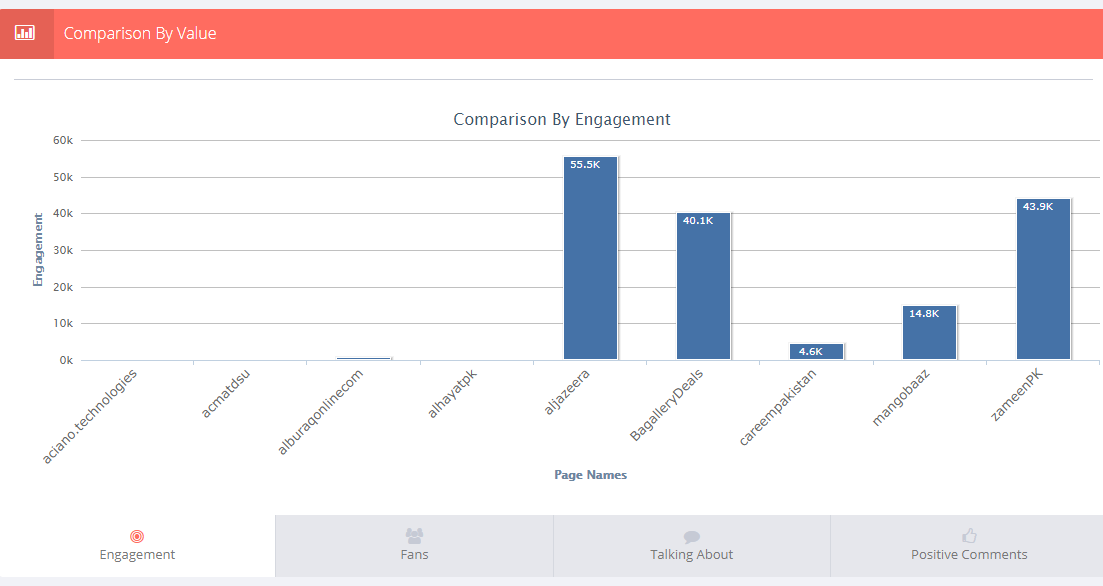 Comparison By Value
Comparison By Engagement
60k
50k
40k
30k
20k
10k
0k
Engagement
55.5K
40.1K
4.6K
14.8K
43.9K
aciano.technologies
acmatdsu
alburaqonlinecom
alhayatpk
aljazeera
BagalleryDeals
careempakistan
mangobaaz
zameenPK
Page Names
Engagement
Fans
Talking About
Positive Comments